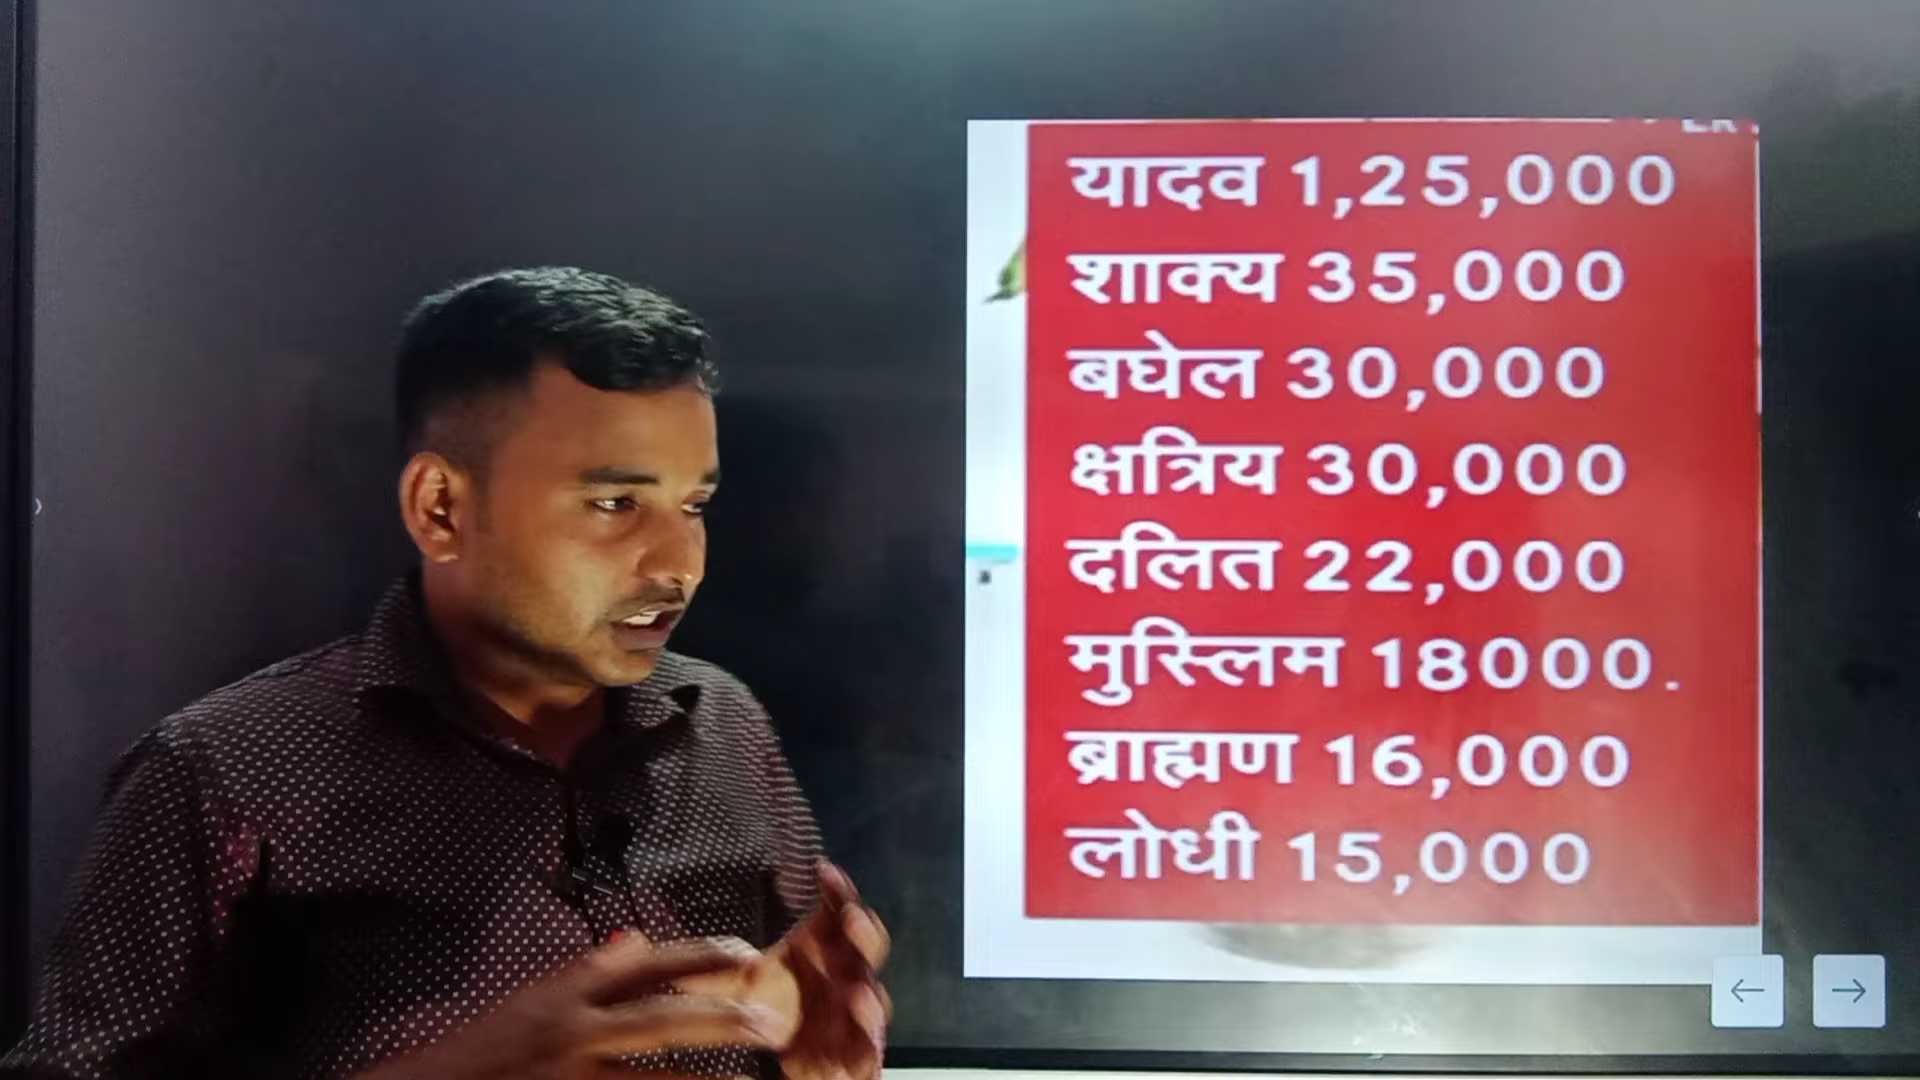 यादव 1,25,000
शाक्य 35,000
बघेल 30,000
क्षत्रिय 30,000
दलित 22,000
मुस्लिम 18000.
ब्राह्मण 16,000
लोधी 15,000